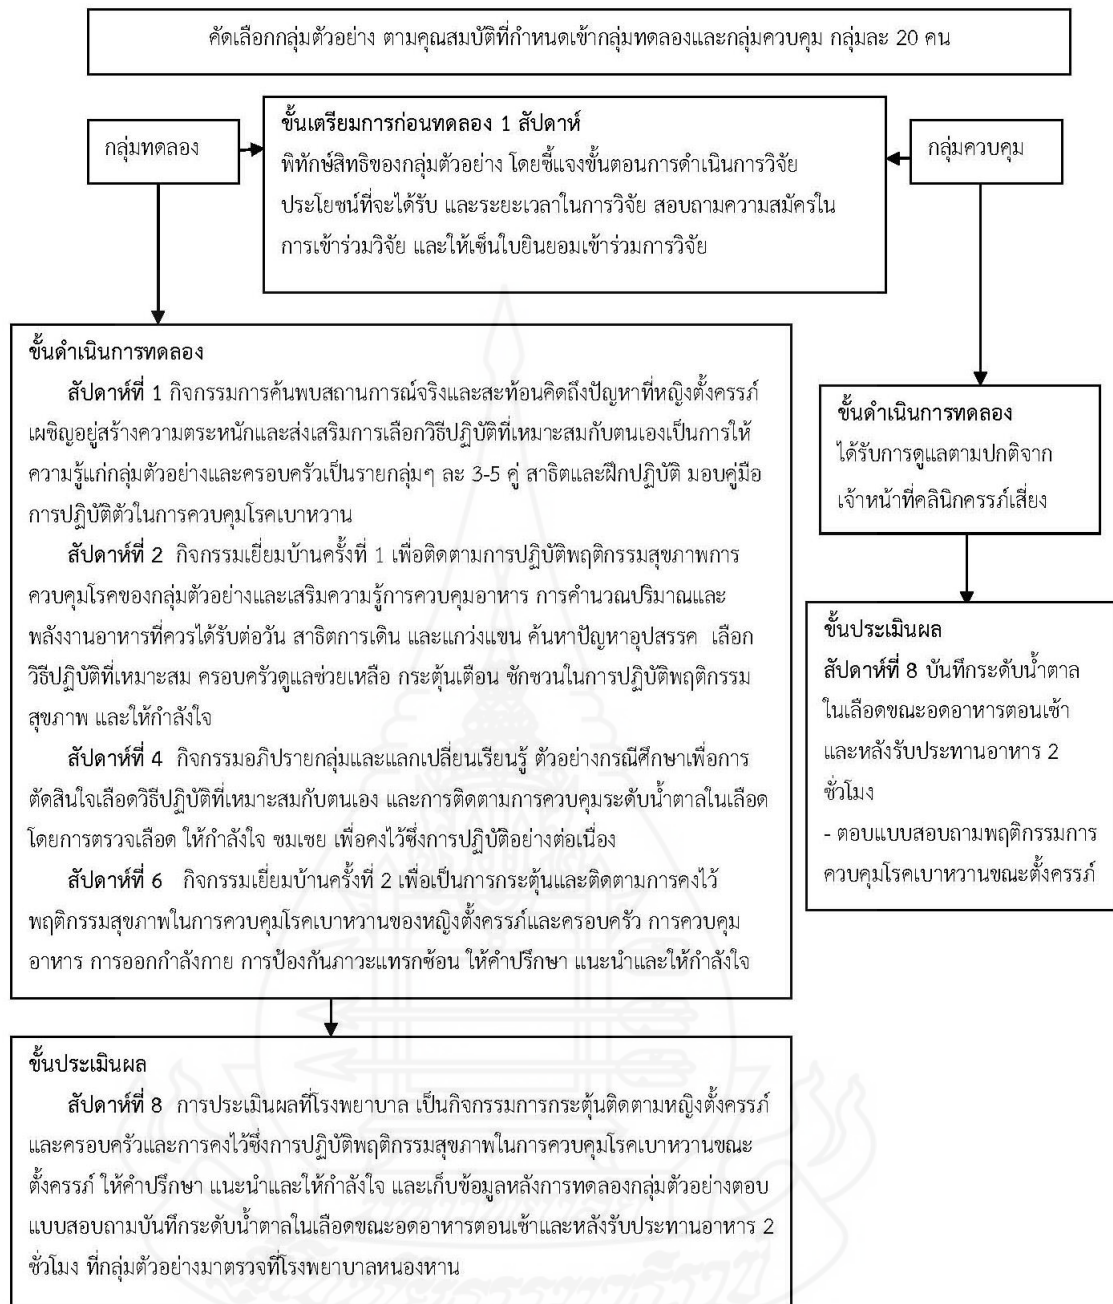 คัดเลือกกลุ่มตัวอย่าง ตามคุณสมบัติที่กำหนดเข้ากลุ่มทดลองและกลุ่มควบคุม กลุ่มละ 20 คน
กลุ่มทดลอง
ขั้นเตรียมการก่อนทดลอง 1 สัปดาห์
พิทักษ์สิทธิของกลุ่มตัวอย่าง โดยชี้แจงขั้นตอนการดำเนินการวิจัย
ประโยชน์ที่จะได้รับ และระยะเวลาในการวิจัย สอบถามความสมัครใน
การเข้าร่วมวิจัย และให้เซ็นใบยินยอมเข้าร่วมการวิจัย
กลุ่มควบคุม
ขั้นดำเนินการทดลอง
สัปดาห์ที่ 1 กิจกรรมการค้นพบสถานการณ์จริงและสะท้อนคิดถึงปัญหาที่หญิงตั้งครรภ์
เผชิญอยู่สร้างความตระหนักและส่งเสริมการเลือกวิธีปฏิบัติที่เหมาะสมกับตนเองเป็นการให้
ความรู้แก่กลุ่มตัวอย่างและครอบครัวเป็นรายกลุ่มๆ ละ 3-5 คู่ สาธิตและฝึกปฏิบัติ มอบคู่มือ
การปฏิบัติตัวในการควบคุมโรคเบาหวาน
สัปดาห์ที่ 2 กิจกรรมเยี่ยมบ้านครั้งที่ 1 เพื่อติดตามการปฏิบัติพฤติกรรมสุขภาพการ
ควบคุมโรคของกลุ่มตัวอย่างและเสริมความรู้การควบคุมอาหาร การคำนวณปริมาณและ
พลังงานอาหารที่ควรได้รับต่อวัน สาธิตการเดิน และแกว่งแขน ค้นหาปัญหาอุปสรรค เลือก
วิธีปฏิบัติที่เหมาะสม ครอบครัวดูแลช่วยเหลือ กระตุ้นเตือน ชักชวนในการปฏิบัติพฤติกรรม
สุขภาพ และให้กำลังใจ
สัปดาห์ที่ 4 กิจกรรมอภิปรายกลุ่มและแลกเปลี่ยนเรียนรู้ ตัวอย่างกรณีศึกษาเพื่อการ
ตัดสินใจเลือกวิธีปฏิบัติที่เหมาะสมกับตนเอง และการติดตามการควบคุมระดับน้ำตาลในเลือด
โดยการตรวจเลือด ให้กำลังใจ ชมเชย เพื่อคงไว้ซึ่งการปฏิบัติอย่างต่อเนื่อง
สัปดาห์ที่ 6 กิจกรรมเยี่ยมบ้านครั้งที่ 2 เพื่อเป็นการกระตุ้นและติดตามการคงไว้
พฤติกรรมสุขภาพในการควบคุมโรคเบาหวานของหญิงตั้งครรภ์และครอบครัว การควบคุม
อาหาร การออกกำลังกาย การป้องกันภาวะแทรกซ้อน ให้คำปรึกษา แนะนำและให้กำลังใจ
ขั้นดำเนินการทดลอง
ได้รับการดูแลตามปกติจาก
เจ้าหน้าที่คลินิกครรภ์เสี่ยง
ขั้นประเมินผล
สัปดาห์ที่ 8 บันทึกระดับน้ำตาล
ในเลือดขณะอดอาหารตอนเช้า
และหลังรับประทานอาหาร 2
ชั่วโมง
- ตอบแบบสอบถามพฤติกรรมการ
ควบคุมโรคเบาหวานขณะตั้งครรภ์
ขั้นประเมินผล
สัปดาห์ที่ 8 การประเมินผลที่โรงพยาบาล เป็นกิจกรรมการกระตุ้นติดตามหญิงตั้งครรภ์
และครอบครัวและการคงไว้ซึ่งการปฏิบัติพฤติกรรมสุขภาพในการควบคุมโรคเบาหวานขณะ
ตั้งครรภ์ ให้คำปรึกษา แนะนำและให้กำลังใจ และเก็บข้อมูลหลังการทดลองกลุ่มตัวอย่างตอบ
แบบสอบถามบันทึกระดับน้ำตาลในเลือดขณะอดอาหารตอนเช้าและหลังรับประทานอาหาร 2
ชั่วโมง ที่กลุ่มตัวอย่างมาตรวจที่โรงพยาบาลหนองหาน